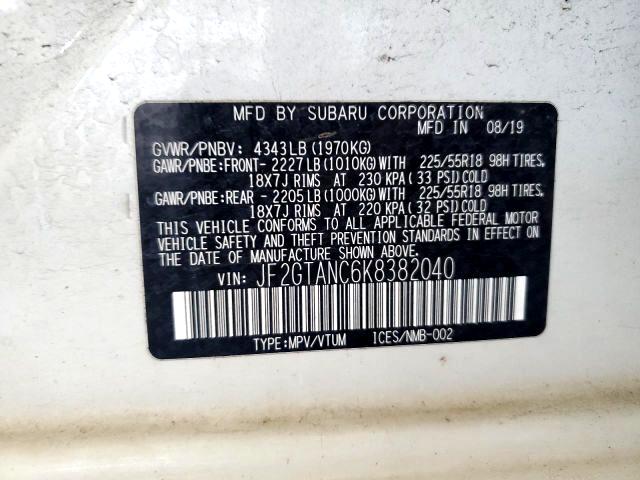 MFD BY SUBARU CORPORATION
MFD IN 08/19
GVWR/PNBV: 4343LB(1970KG)
GAWR/PNBE:FRONT- 2227LB(1010KG)WITH 225/55R18 98H TIRES,
18X7J RIMS AT 230 KPA(33 PSI)COLD
GAWR/PNBE:REAR - 2205LB(1000KG)WITH 225/55R18 98H TIRES,
18X7J RIMS AT 220 KPA(32 PSI)COLD
THIS VEHICLE CONFORMS TO ALL APPLICABLE FEDERAL MOTOR
VEHICLE SAFETY AND THEFT PREVENTION STANDARDS IN EFFECT ON
THE DATE OF MANUFACTURE SHOWN ABOVE.
VIN: JF2GTANC6K8382040
TYPE:MPV/VTUM ICES/NMB-002